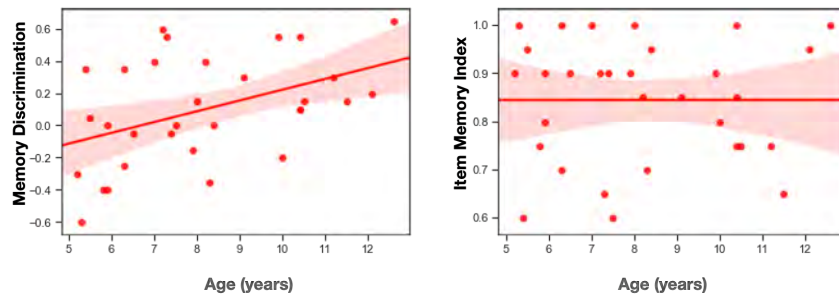 Memory Discrimination
0.6
0.4
0.2
0.0
−0.2
−0.4
−0.6
5 6 7 8 9 10 11 12
Age (years)
Item Memory Index
1.0
0.9
0.8
0.7
0.6
5 6 7 8 9 10 11 12
Age (years)